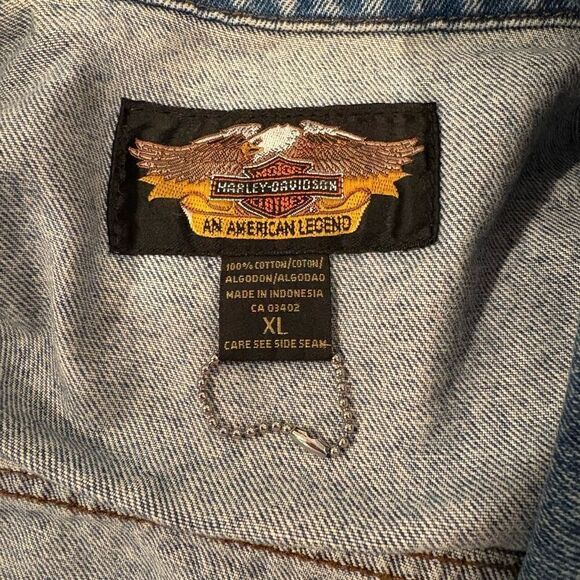 MOTOR
HARLEY-DAVIDSON
CLOTHES
AN AMERICAN LEGEND
100% COTTON/COTON/
ALGODON/ALGODAO
MADE IN INDONESIA
CA 03402
XL
CARE SEE SIDE SEAM